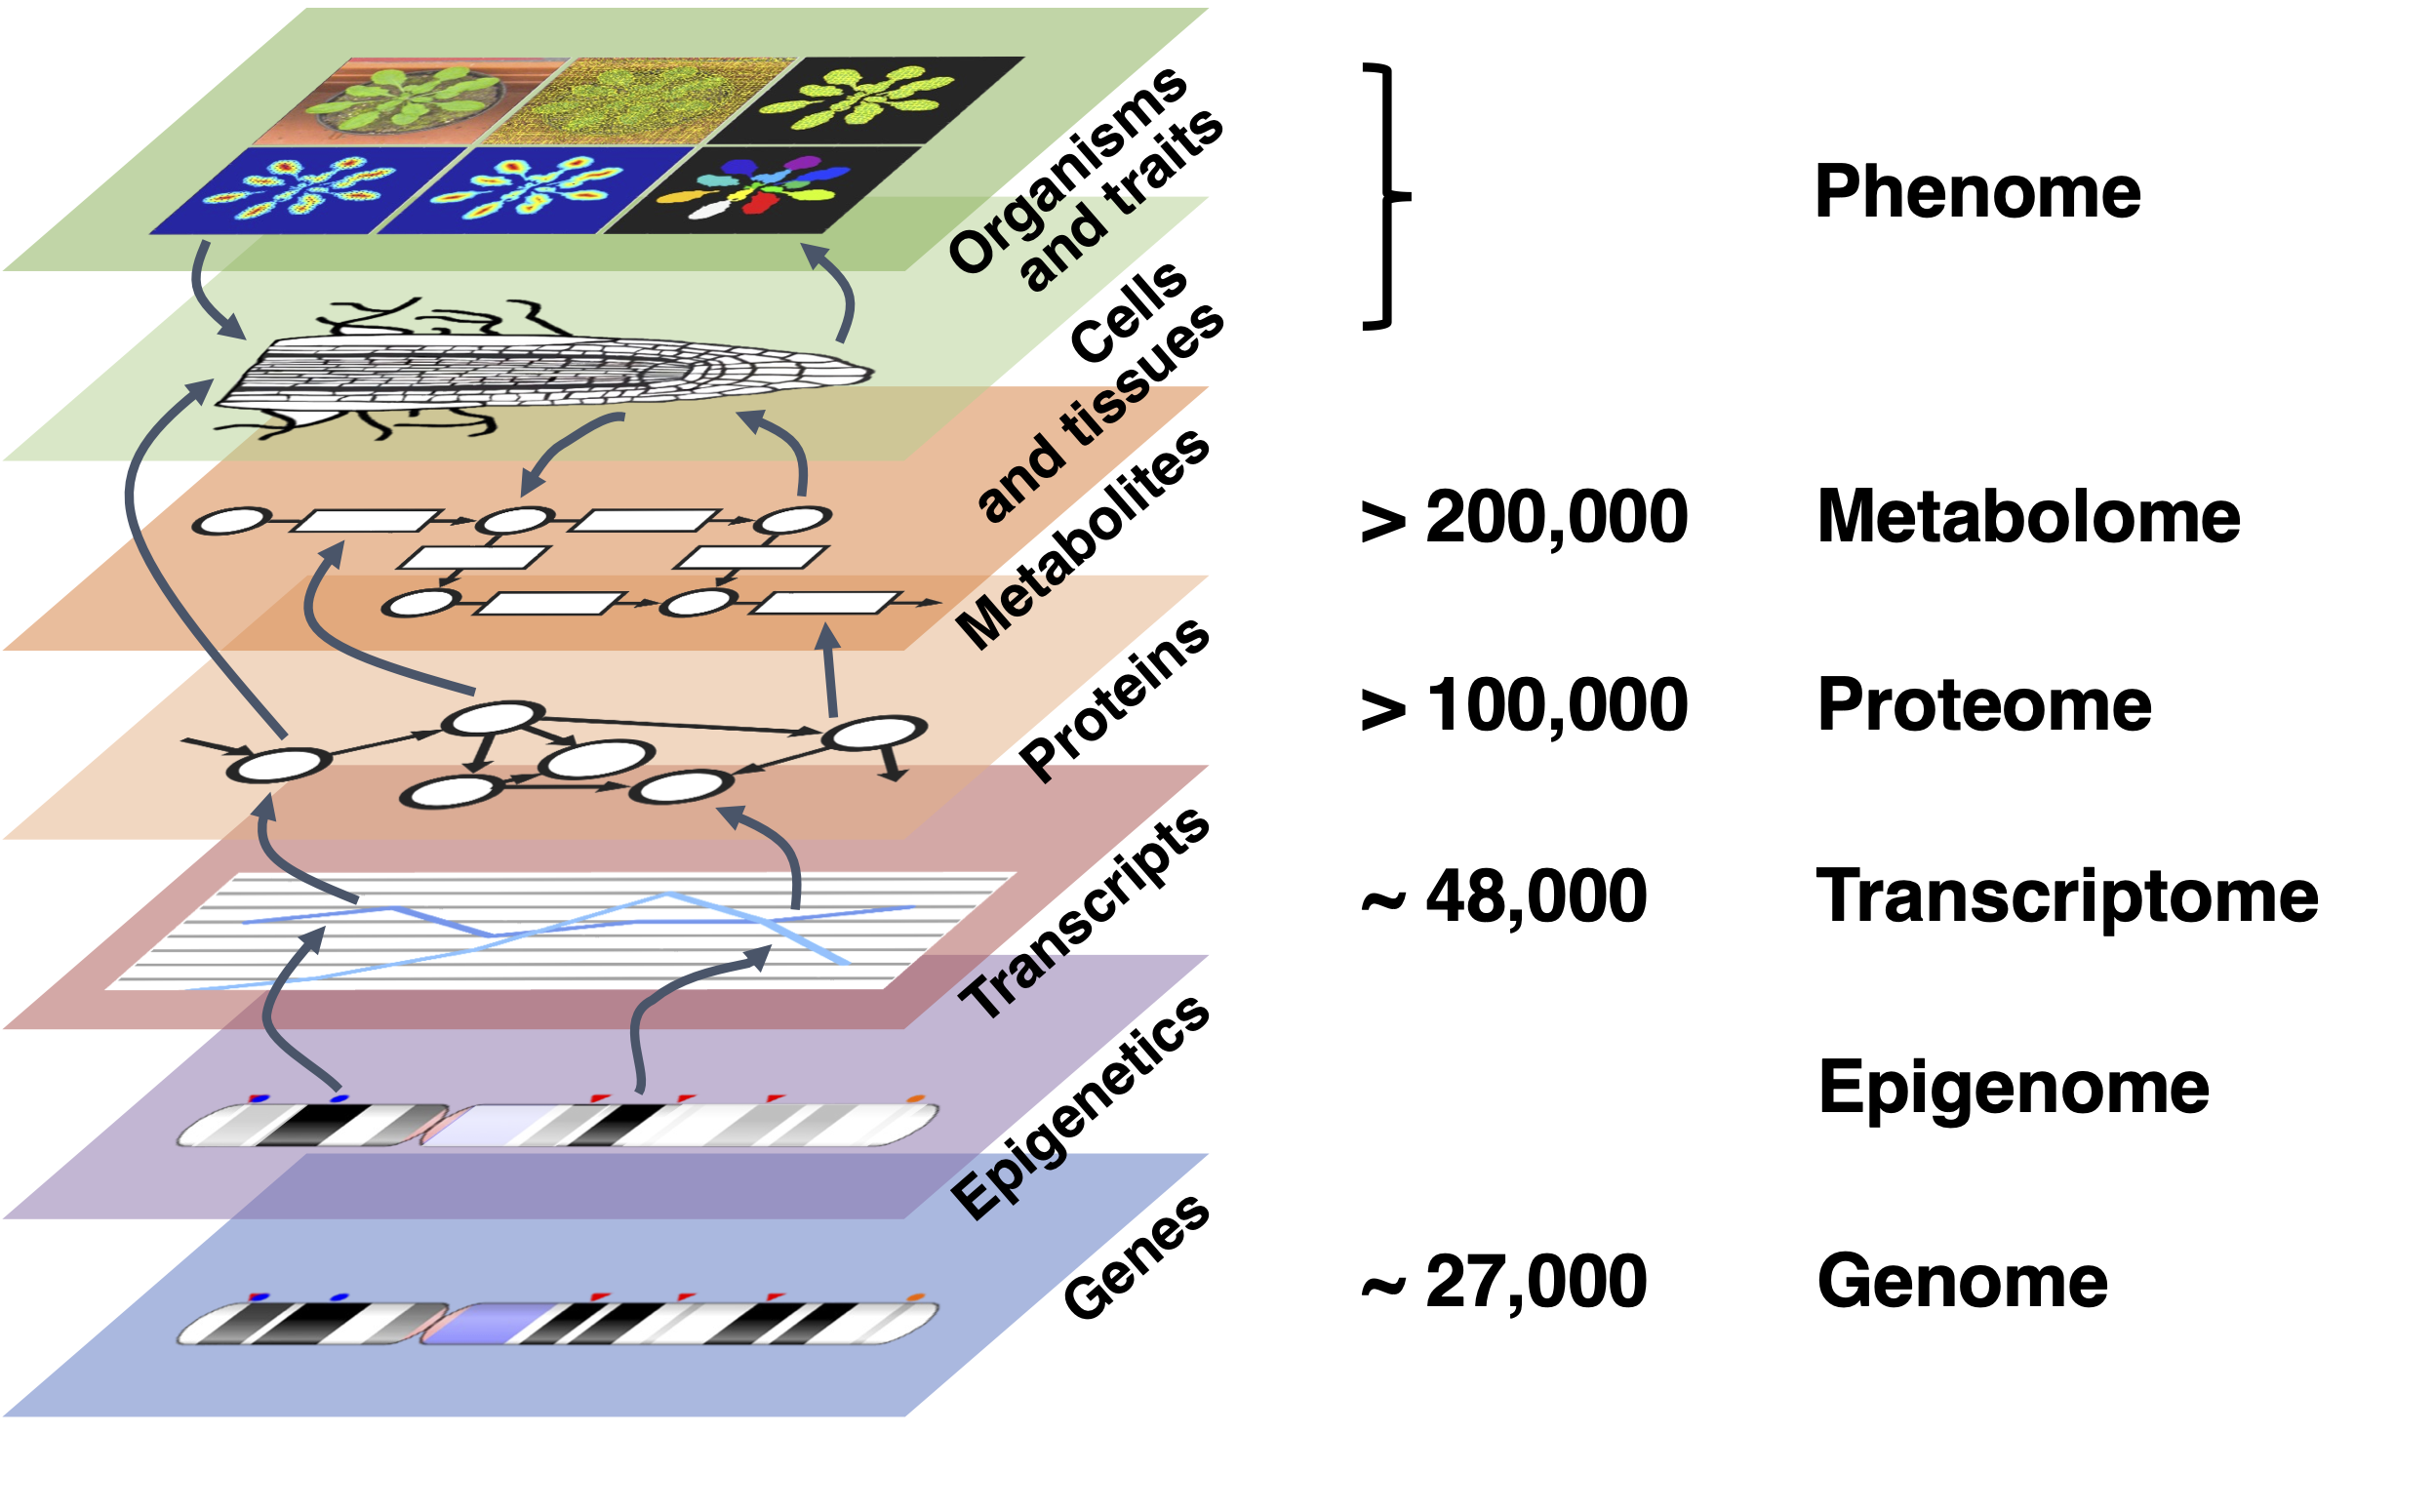 Organisms
and traits
Phenome
Cells
and tissues
Metabolites
> 200,000
Metabolome
Proteins
> 100,000
Proteome
Transcripts
~ 48,000
Transcriptome
Epigenetics
Epigenome
Genes
~ 27,000
Genome